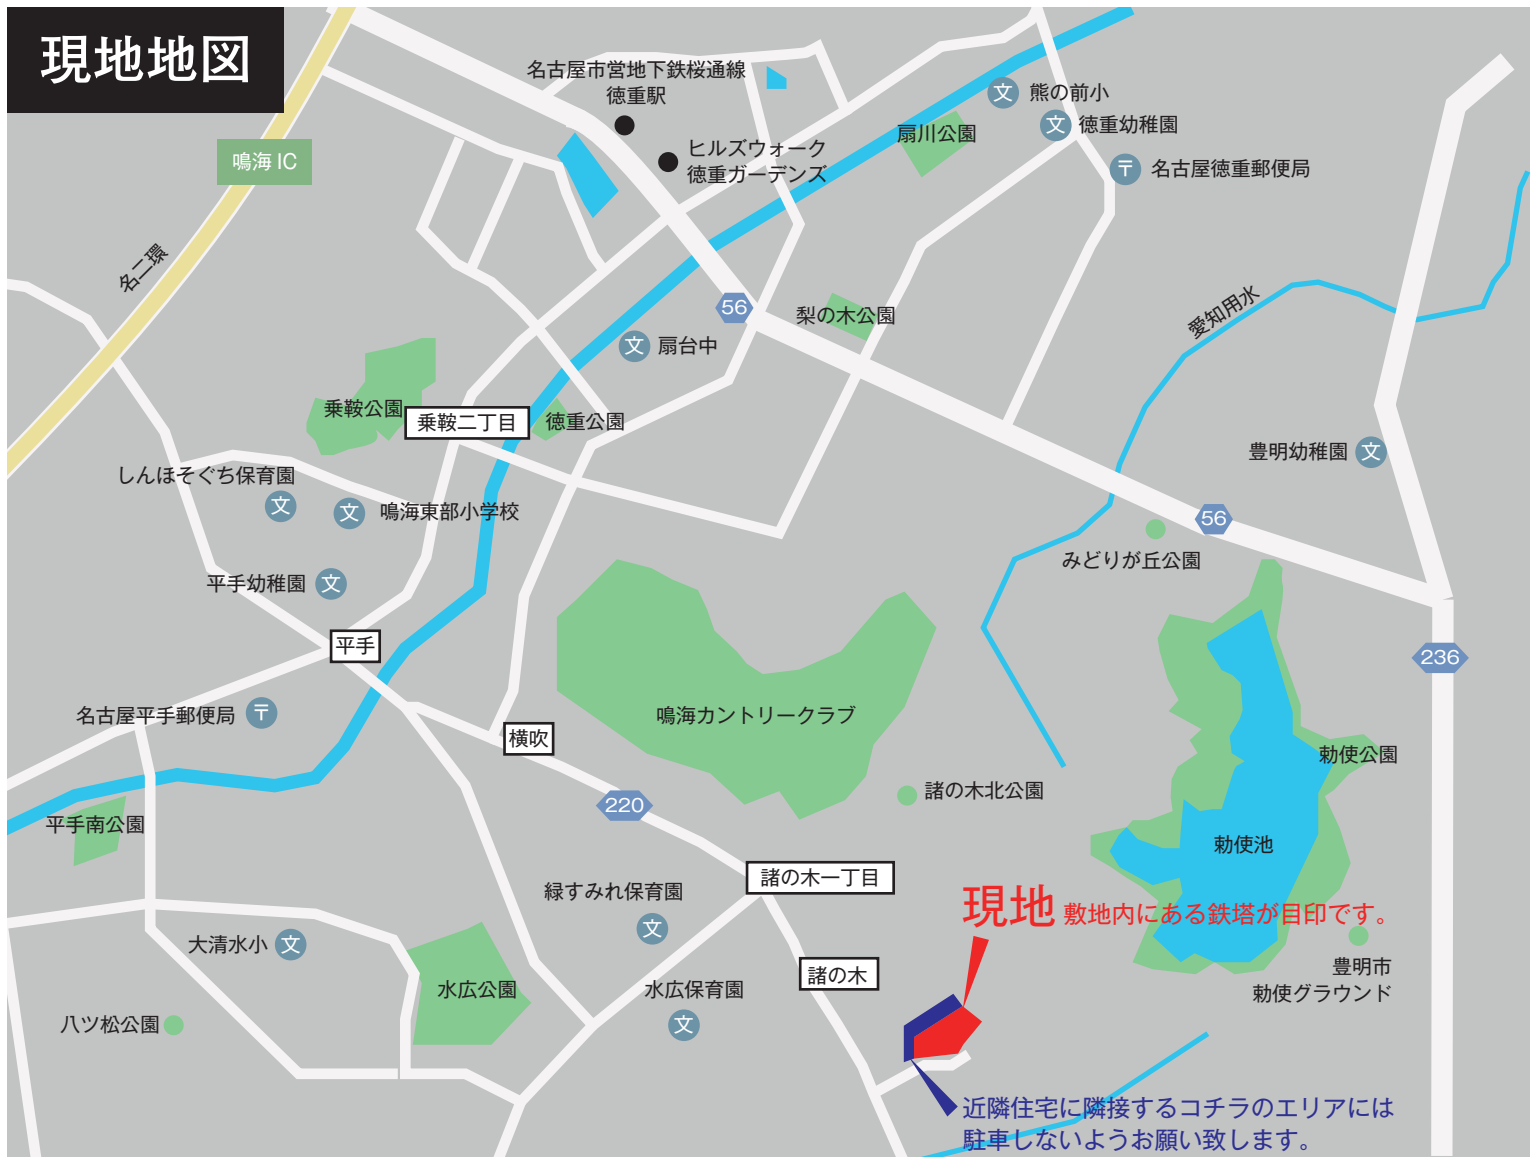 現地地図
名古屋市営地下鉄桜通線
徳重駅
ヒルズウォーク
徳重ガーデンズ
鳴海IC
名二環
扇川公園
文 熊の前小
文 徳重幼稚園
〒 名古屋徳重郵便局
56
梨の木公園
愛知用水
文 扇台中
乗鞍公園
乗鞍二丁目
徳重公園
豊明幼稚園 文
しんほそぐち保育園
文
文 鳴海東部小学校
56
みどりが丘公園
平手幼稚園 文
平手
236
名古屋平手郵便局 〒
横吹
鳴海カントリークラブ
勅使公園
220
諸の木北公園
平手南公園
勅使池
諸の木一丁目
緑すみれ保育園
文
現地 敷地内にある鉄塔が目印です。
大清水小 文
諸の木
豊明市
勅使グラウンド
水広公園
水広保育園
文
八ツ松公園
近隣住宅に隣接するコチラのエリアには
駐車しないようお願い致します。